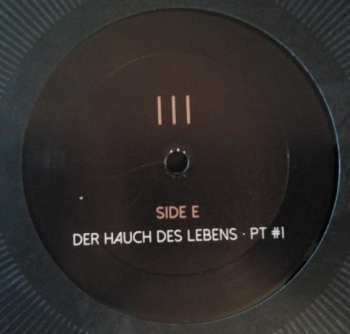 III
SIDE E
DER HAUCH DES LEBENS · PT #1